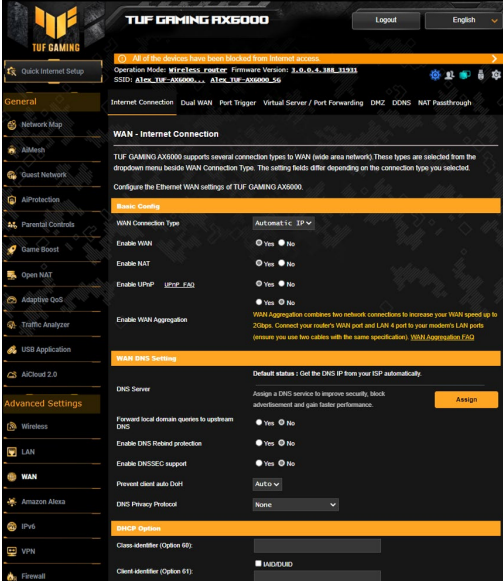 TUF GAMING AX6000
Logout
English
TUF GAMING
All of the devices have been blocked from Internet access.
Quick Internet Setup
Operation Mode: Wireless router Firmware Version: 3.0.0.4.388_31931
SSID: Alex_TUF-AX6000... Alex_TUF-AX6000_5G
General
Network Map
AiMesh
Guest Network
AiProtection
Parental Controls
Game Boost
Open NAT
Adaptive QoS
Traffic Analyzer
USB Application
AiCloud 2.0
Advanced Settings
Wireless
LAN
WAN
Amazon Alexa
IPv6
VPN
Firewall
Internet Connection Dual WAN Port Trigger Virtual Server / Port Forwarding DMZ DDNS NAT Passthrough
WAN - Internet Connection
TUF GAMING AX6000 supports several connection types to WAN (wide area network).These types are selected from the
dropdown menu beside WAN Connection Type. The setting fields differ depending on the connection type you selected.
Configure the Ethernet WAN settings of TUF GAMING AX6000.
Basic Config
WAN Connection Type Automatic IP
Enable WAN Yes No
Enable NAT Yes No
Enable UPnP UPnP FAQ Yes No
Yes No
Enable WAN Aggregation
WAN Aggregation combines two network connections to increase your WAN speed up to
2Gbps. Connect your router's WAN port and LAN 4 port to your modem's LAN ports
(ensure you use two cables with the same specification). WAN Aggregation FAQ
WAN DNS Setting
Default status : Get the DNS IP from your ISP automatically.
DNS Server
Assign a DNS service to improve security, block
advertisement and gain faster performance.
Assign
Forward local domain queries to upstream
DNS
Yes No
Enable DNS Rebind protection Yes No
Enable DNSSEC support Yes No
Prevent client auto DoH Auto
DNS Privacy Protocol None
DHCP Option
Class-identifier (Option 60):
IAID/DUID
Client-identifier (Option 61):